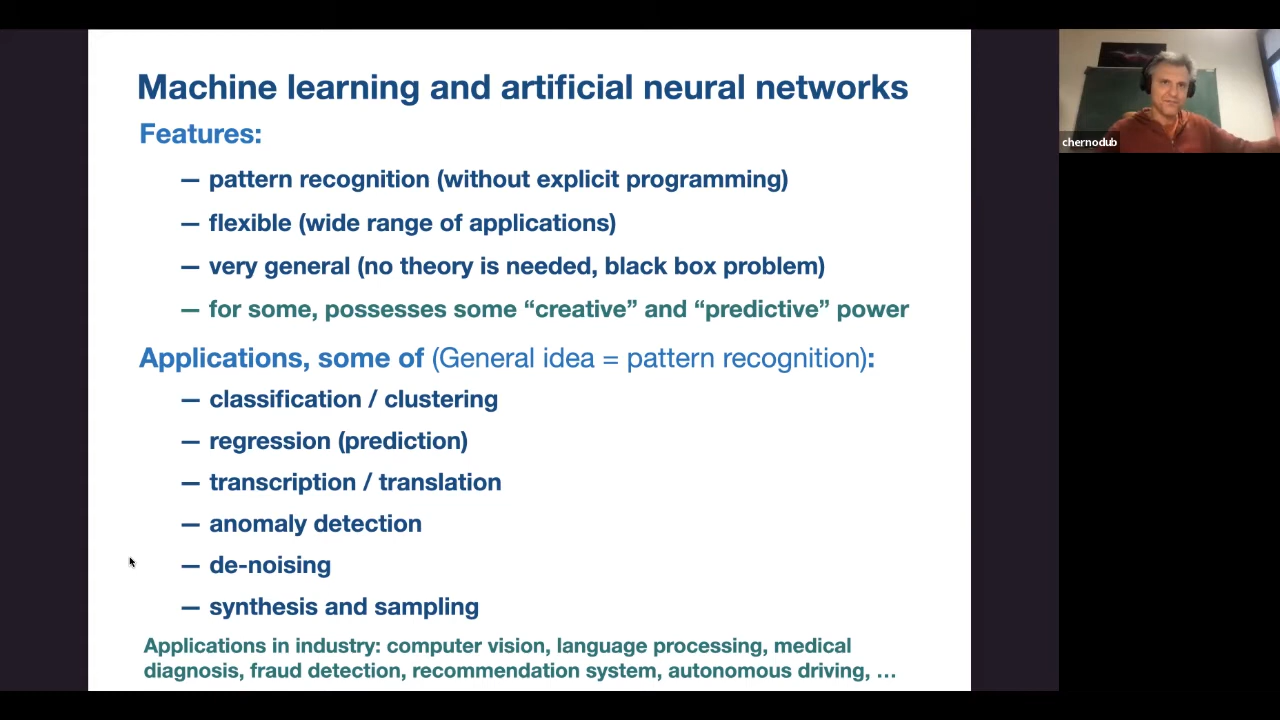 Machine learning and artificial neural networks
Features:
— pattern recognition (without explicit programming)
— flexible (wide range of applications)
— very general (no theory is needed, black box problem)
— for some, possesses some “creative” and “predictive” power
Applications, some of (General idea = pattern recognition):
— classification / clustering
— regression (prediction)
— transcription / translation
— anomaly detection
— de-noising
— synthesis and sampling
Applications in industry: computer vision, language processing, medical
diagnosis, fraud detection, recommendation system, autonomous driving, …
chernodub